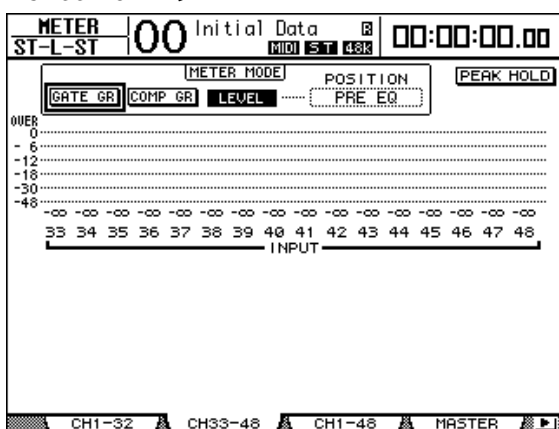 METER
ST-L-ST
00
Initial Data
R
MIDI ST 48K
00:00:00.00
METER MODE
POSITION
PEAK HOLD
GATE GR COMP GR LEVEL PRE EQ
OVER
0
- 6
-12
-18
-30
-48
-∞ -∞ -∞ -∞ -∞ -∞ -∞ -∞ -∞ -∞ -∞ -∞ -∞ -∞ -∞ -∞
33 34 35 36 37 38 39 40 41 42 43 44 45 46 47 48
INPUT
CH1-32 CH33-48 CH1-48 MASTER